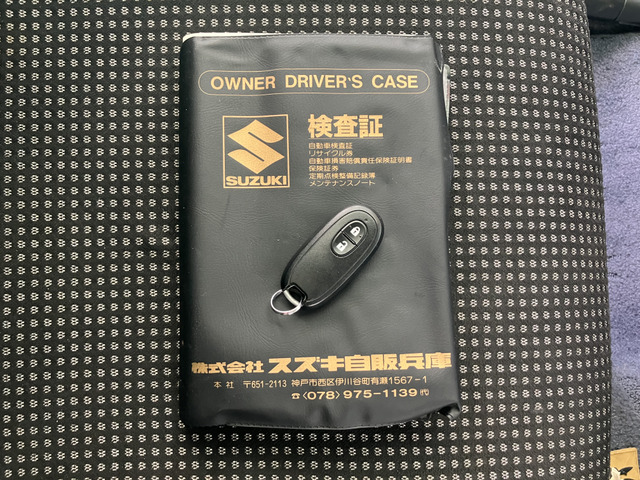 OWNER DRIVER'S CASE
SUZUKI
検査証
自動車検査証
リサイクル券
自動車損害賠償責任保険証明書
保険証券
定期点検整備記録簿
メンテナンスノート
株式会社 スズキ自販兵庫
本社 〒651-2113 神戸市西区伊川谷町有瀬1567-1
☎〈078〉975-1139㈹